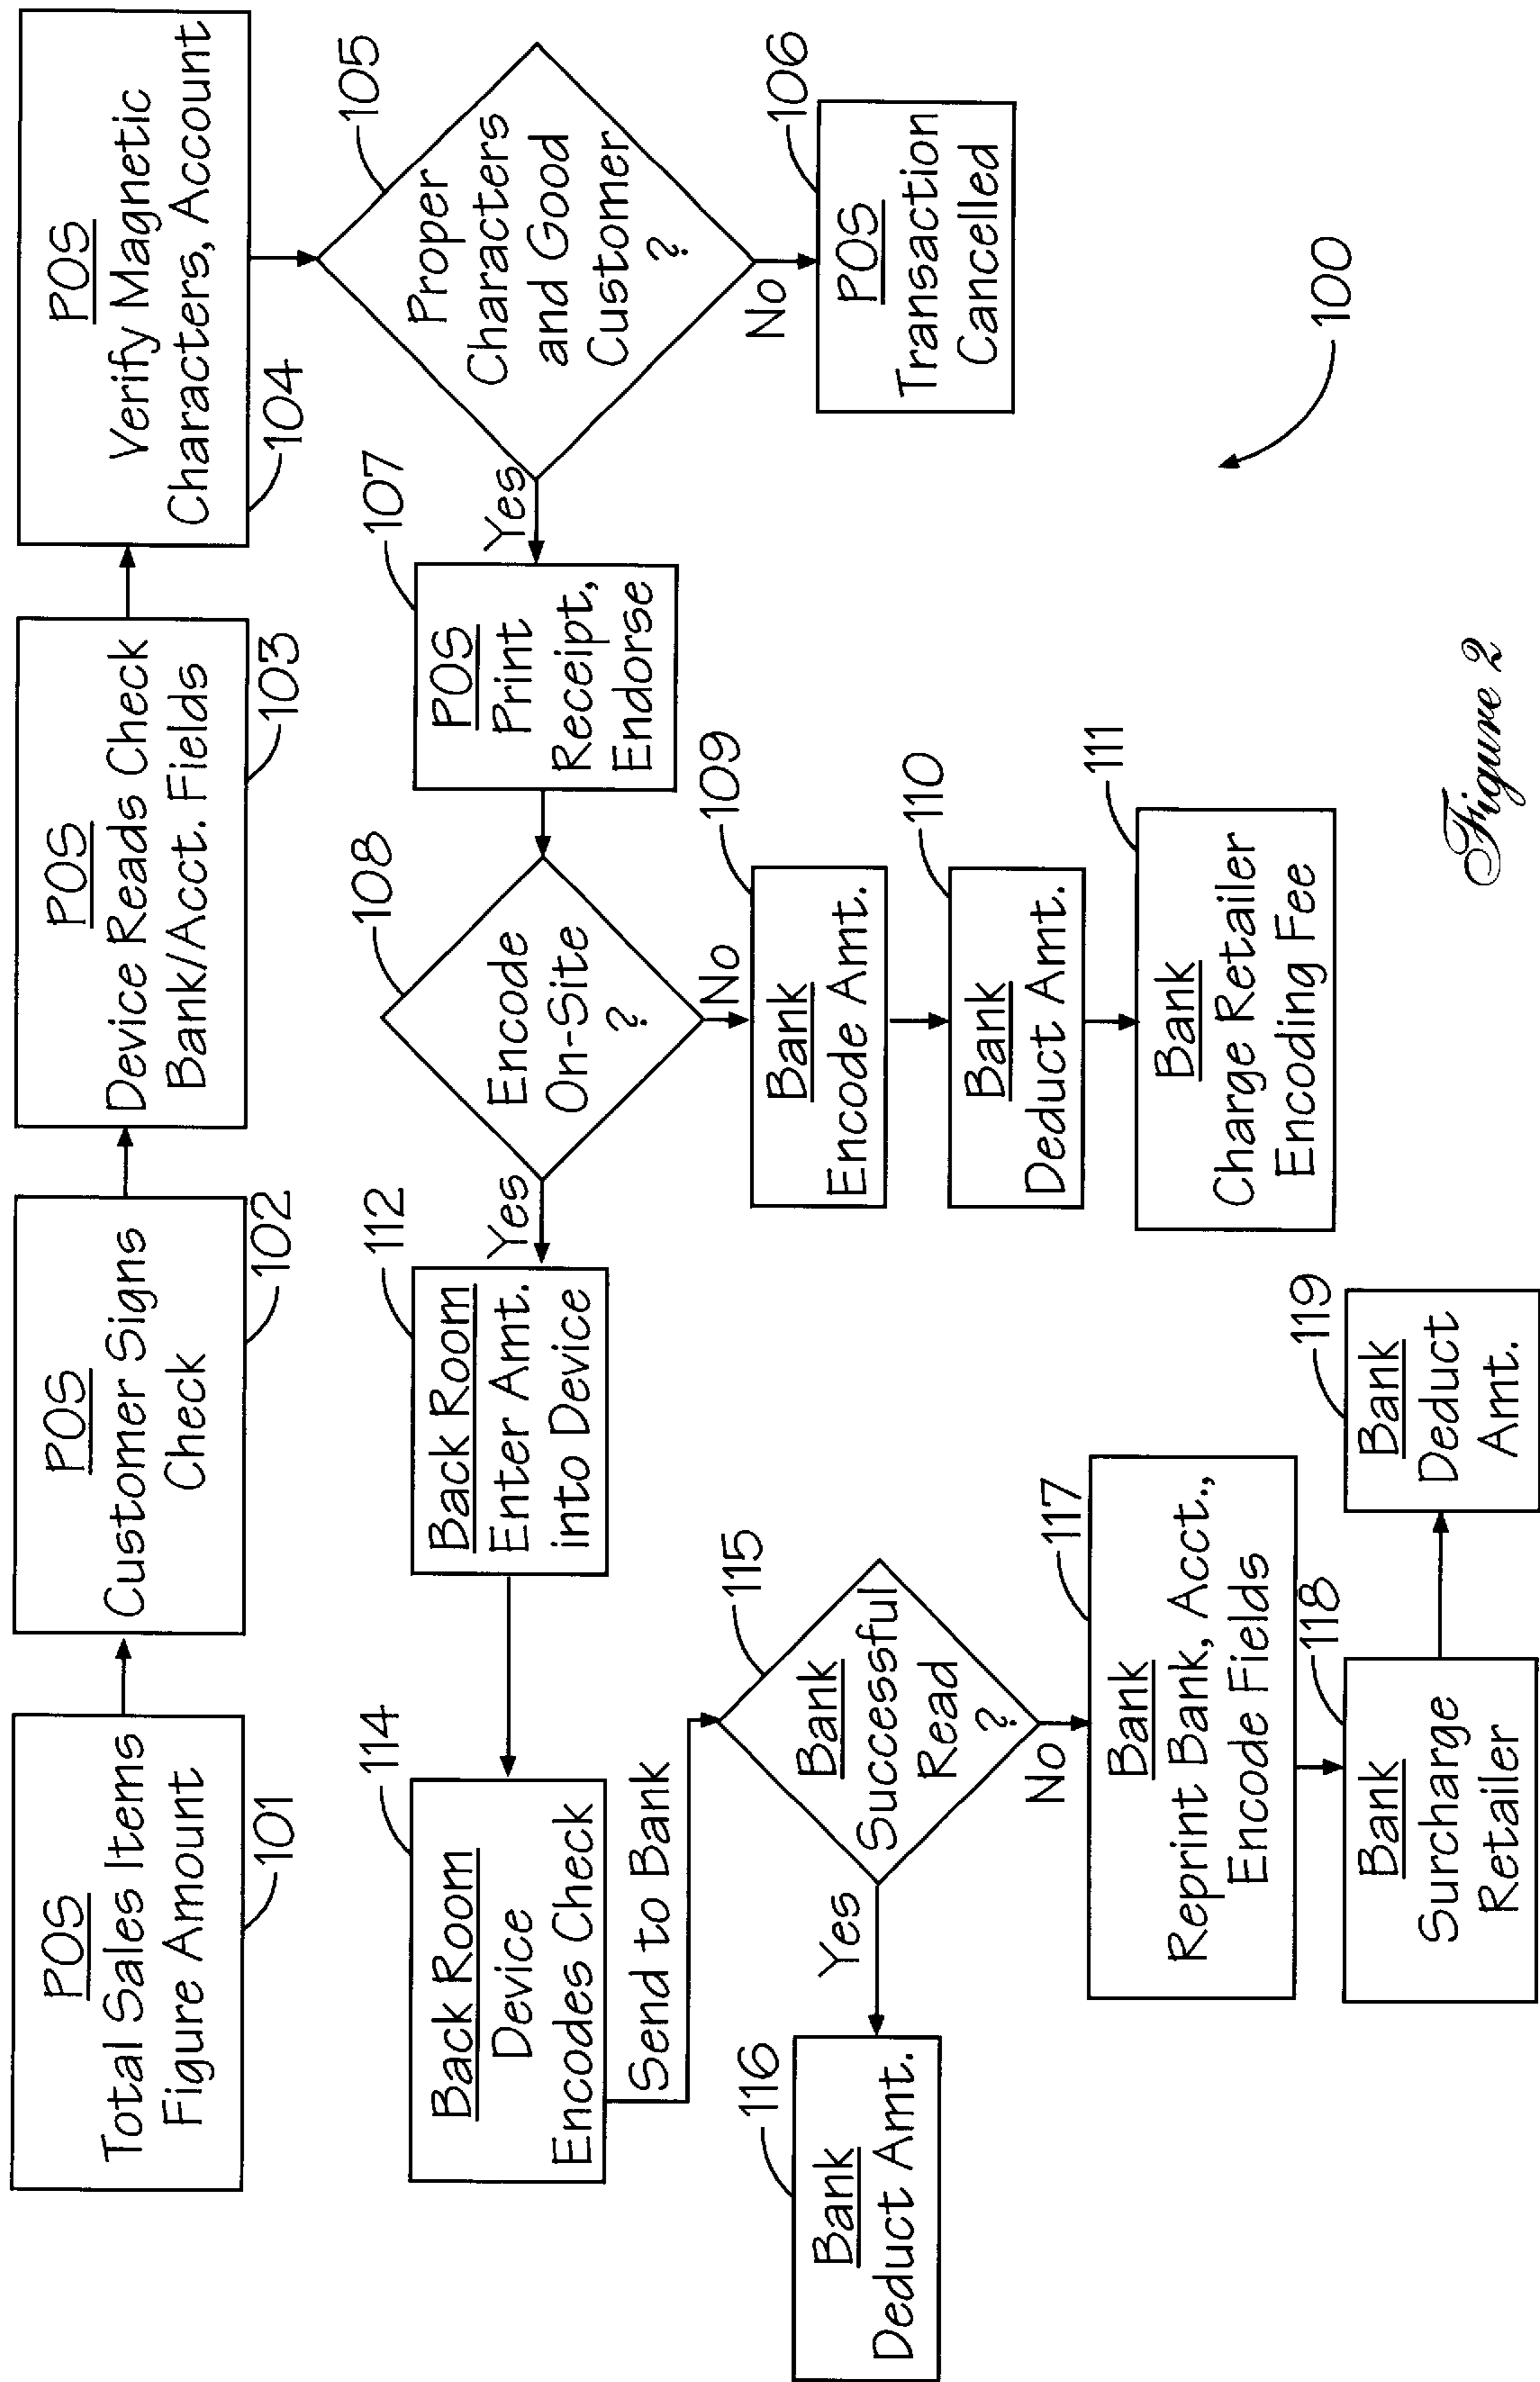 POS
Total Sales Items
Figure Amount
101
POS
Customer Signs
Check
102
POS
Device Reads Check
Bank/Acct. Fields
103
POS
Verify Magnetic
Characters, Account
104
105
Proper
Characters
and Good
Customer
?
Yes
No
106
POS
Transaction
Cancelled
107
POS
Print
Receipt,
Endorse
108
Encode
On-Site
?
Yes
No
109
Bank
Encode Amt.
110
Bank
Deduct Amt.
111
Bank
Charge Retailer
Encoding Fee
112
Back Room
Enter Amt.
into Device
114
Back Room
Device
Encodes Check
Send to Bank
115
Bank
Successful
Read
?
Yes
No
116
Bank
Deduct Amt.
117
Bank
Reprint Bank, Acct.,
Encode Fields
118
Bank
Surcharge
Retailer
119
Bank
Deduct
Amt.
100
Figure 2